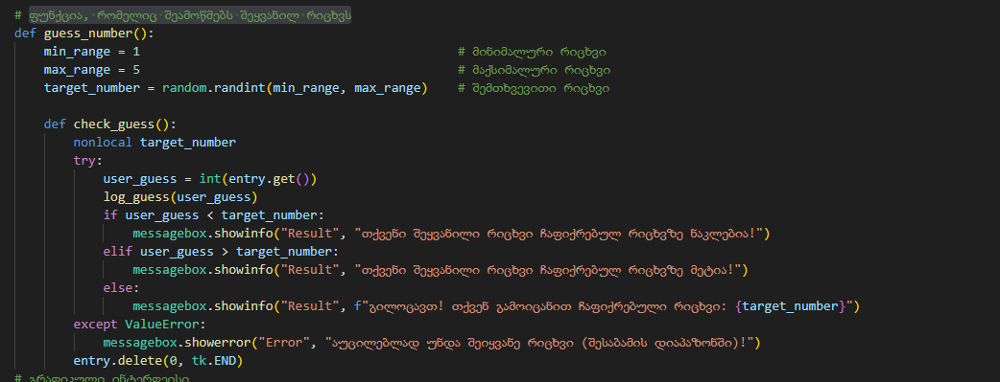 # ფუნქცია, რომელიც შეამოწმებს შეყვანილ რიცხვს
def guess_number():
    min_range = 1                                           # მინიმალური რიცხვი
    max_range = 5                                           # მაქსიმალური რიცხვი
    target_number = random.randint(min_range, max_range)    # შემთხვევითი რიცხვი
    def check_guess():
        nonlocal target_number
        try:
            user_guess = int(entry.get())
            log_guess(user_guess)
            if user_guess < target_number:
                messagebox.showinfo("Result", "თქვენი შეყვანილი რიცხვი ჩაფიქრებულ რიცხვზე ნაკლებია!")
            elif user_guess > target_number:
                messagebox.showinfo("Result", "თქვენი შეყვანილი რიცხვი ჩაფიქრებულ რიცხვზე მეტია!")
            else:
                messagebox.showinfo("Result", f"გილოცავთ! თქვენ გამოიცანით ჩაფიქრებული რიცხვი: {target_number}")
        except ValueError:
            messagebox.showerror("Error", "აუცილებლად უნდა შეიყვანე რიცხვი (შესაბამის დიაპაზონში)!")
        entry.delete(0, tk.END)
# გრაფიკული ინტერფეისი